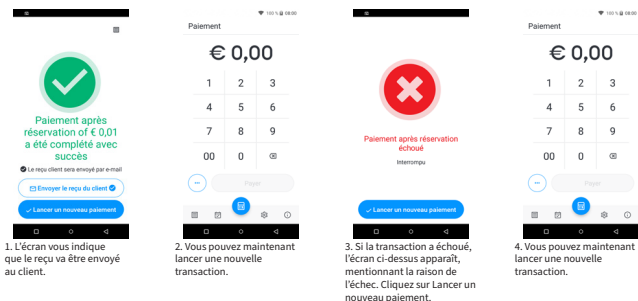 Paiement après
réservation of € 0,01
a été complété avec
succès
Le reçu client sera envoyé par e-mail
Envoyer le reçu du client
Lancer un nouveau paiement
1. L'écran vous indique
que le reçu va être envoyé
au client.
100 % 08:00
Paiement
€ 0,00
1 2 3
4 5 6
7 8 9
00 0
Payer
2. Vous pouvez maintenant
lancer une nouvelle
transaction.
Paiement après réservation
échoué
Interrompu
Lancer un nouveau paiement
3. Si la transaction a échoué,
l'écran ci-dessus apparaît,
mentionnant la raison de
l'échec. Cliquez sur Lancer un
nouveau paiement.
100 % 08:00
Paiement
€ 0,00
1 2 3
4 5 6
7 8 9
00 0
Payer
4. Vous pouvez maintenant
lancer une nouvelle
transaction.